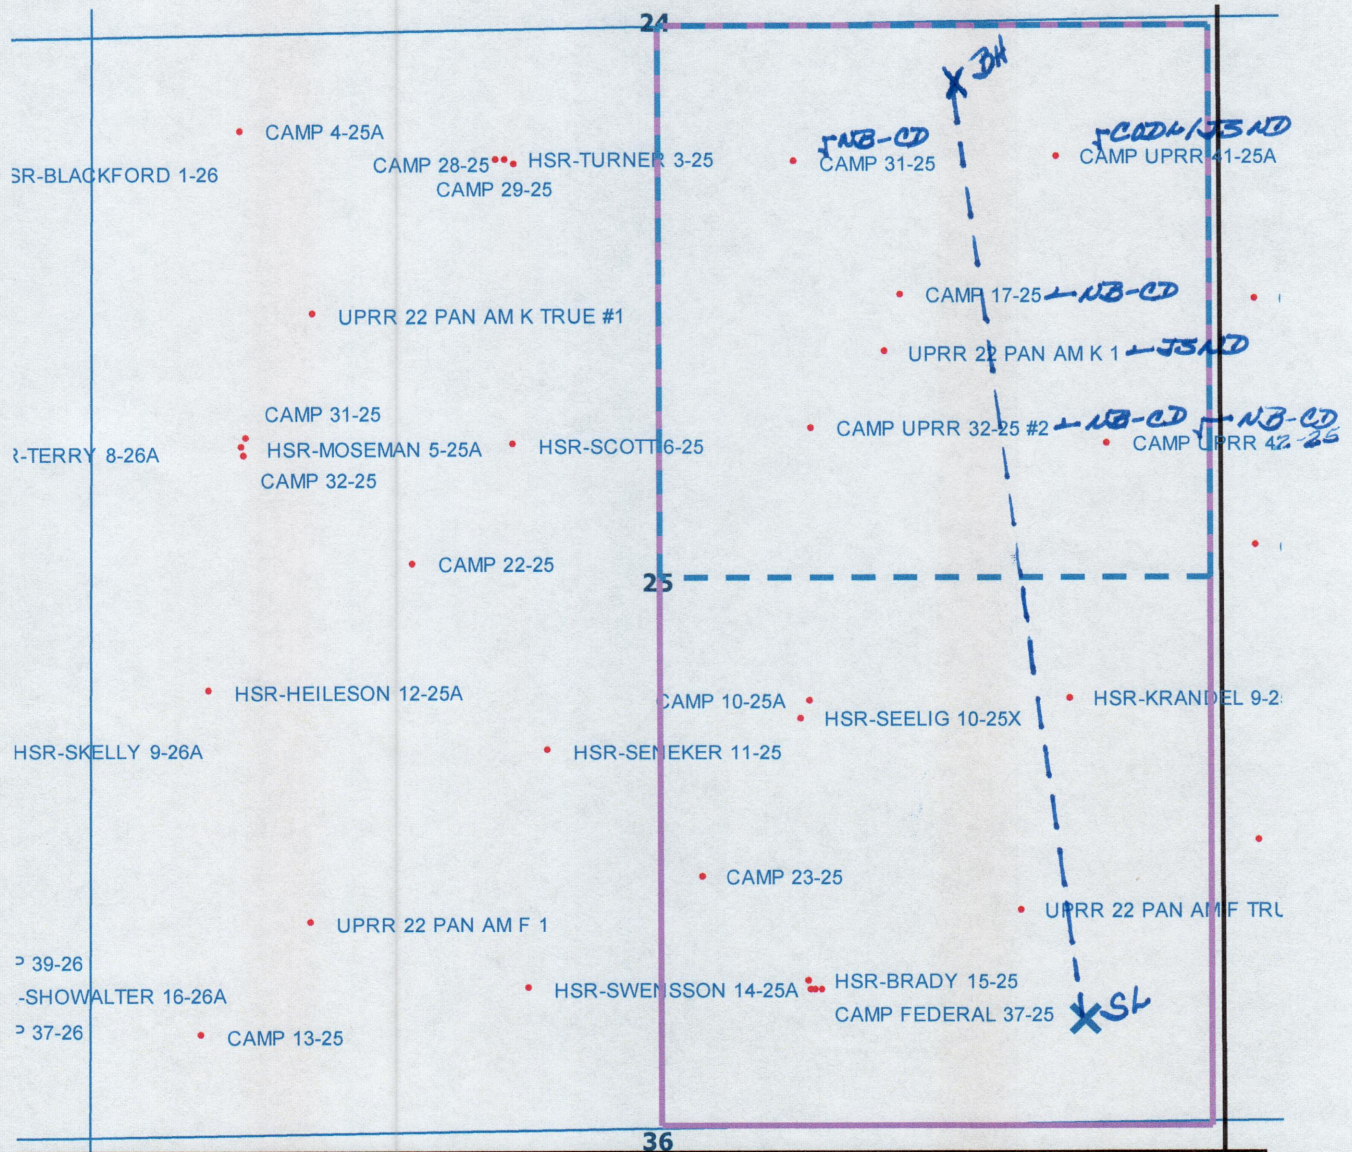 24
BH
CAMP 4-25A
NB-CD
CODL/JSND
CAMP 28-25
HSR-TURNER 3-25
CAMP 31-25
CAMP UPRR 41-25A
SR-BLACKFORD 1-26
CAMP 29-25
CAMP 17-25 NB-CD
UPRR 22 PAN AM K TRUE #1
UPRR 22 PAN AM K 1 JSND
CAMP 31-25
CAMP UPRR 32-25 #2 NB-CD
NB-CD
R-TERRY 8-26A
HSR-MOSEMAN 5-25A
HSR-SCOTT 6-25
CAMP UPRR 42-25
CAMP 32-25
CAMP 22-25
25
HSR-HEILESON 12-25A
CAMP 10-25A
HSR-KRANDEL 9-2
HSR-SEELIG 10-25X
HSR-SKELLY 9-26A
HSR-SENEKER 11-25
CAMP 23-25
UPRR 22 PAN AM F 1
UPRR 22 PAN AM F TRU
P 39-26
-SHOWALTER 16-26A
HSR-SWENSSON 14-25A
HSR-BRADY 15-25
CAMP FEDERAL 37-25
SL
P 37-26
CAMP 13-25
36